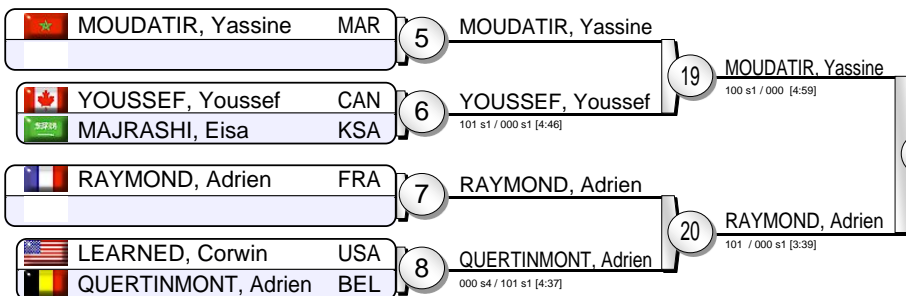 MOUDATIR, Yassine MAR
5
MOUDATIR, Yassine
YOUSSEF, Youssef CAN
MAJRASHI, Eisa KSA
6
YOUSSEF, Youssef
101 s1 / 000 s1 [4:46]
19
MOUDATIR, Yassine
100 s1 / 000 [4:59]
RAYMOND, Adrien FRA
7
RAYMOND, Adrien
LEARNED, Corwin USA
QUERTINMONT, Adrien BEL
8
QUERTINMONT, Adrien
000 s4 / 101 s1 [4:37]
20
RAYMOND, Adrien
101 / 000 s1 [3:39]